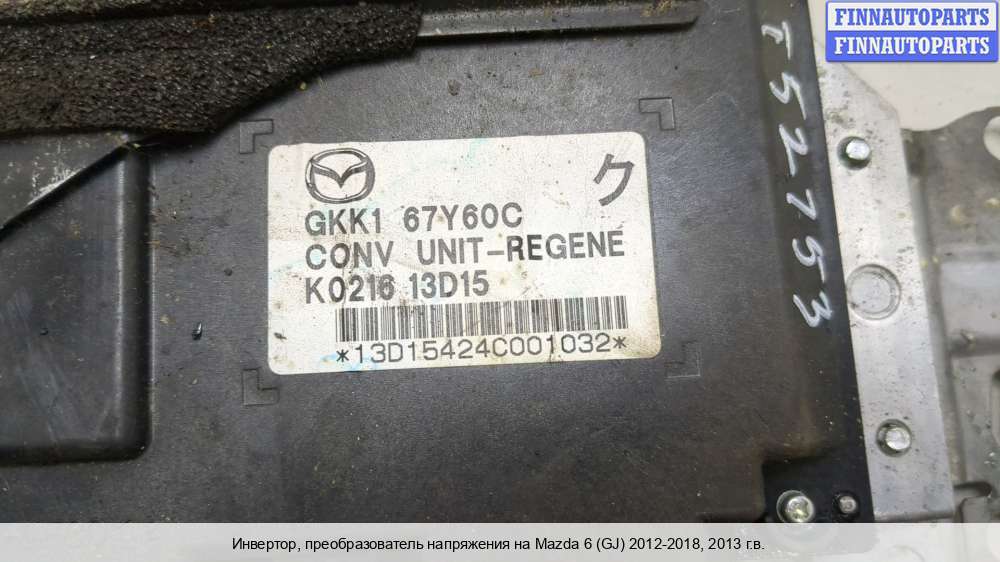 FINNAUTOPARTS
FINNAUTOPARTS
T52753
ク
GKK1 67Y60C
CONV UNIT-REGENE
K0216 13D15
*13D15424C001032*
Инвертор, преобразователь напряжения на Mazda 6 (GJ) 2012-2018, 2013 г.в.